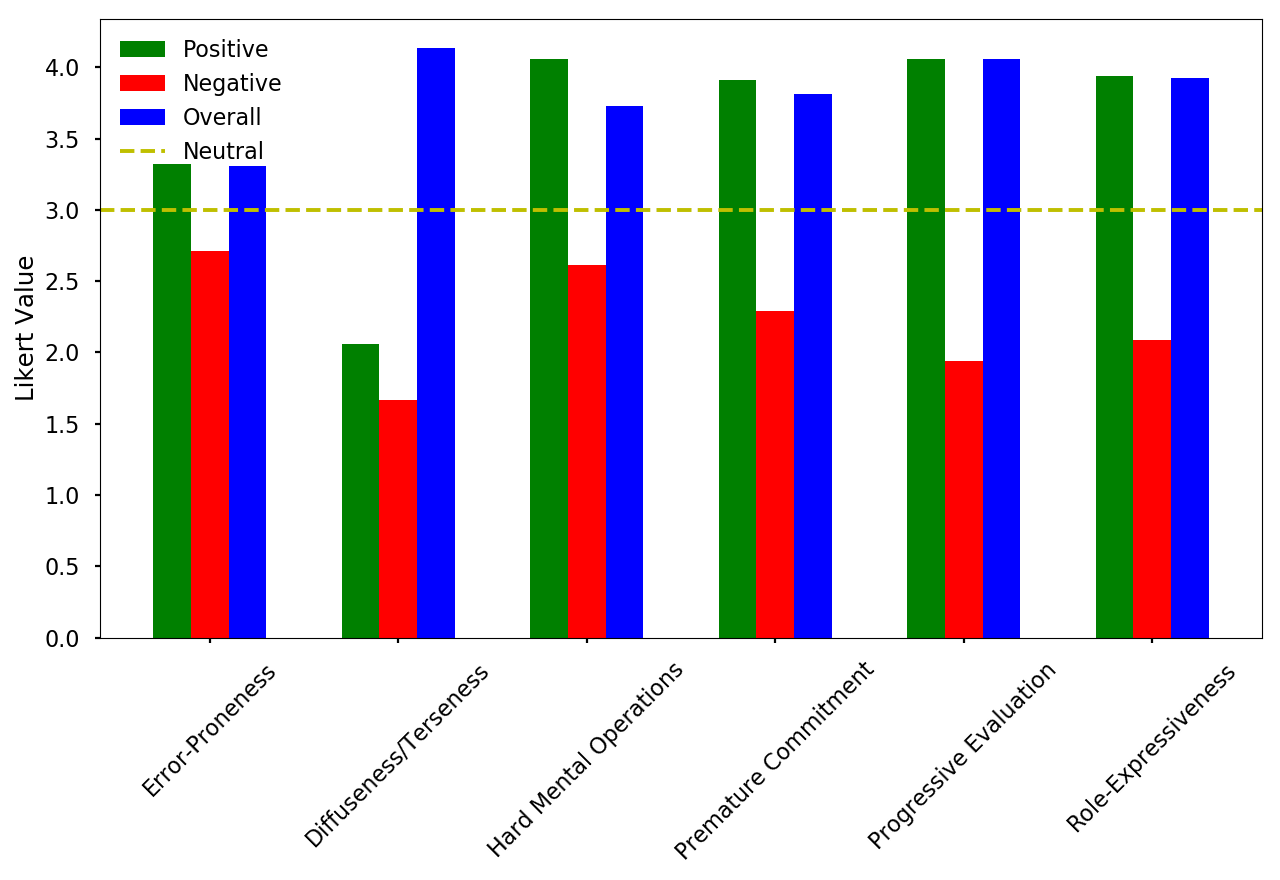 Positive
Negative
Overall
Neutral
4.0
3.5
3.0
2.5
2.0
1.5
1.0
0.5
0.0
Likert Value
Error-Proneness
Diffuseness/Terseness
Hard Mental Operations
Premature Commitment
Progressive Evaluation
Role-Expressiveness